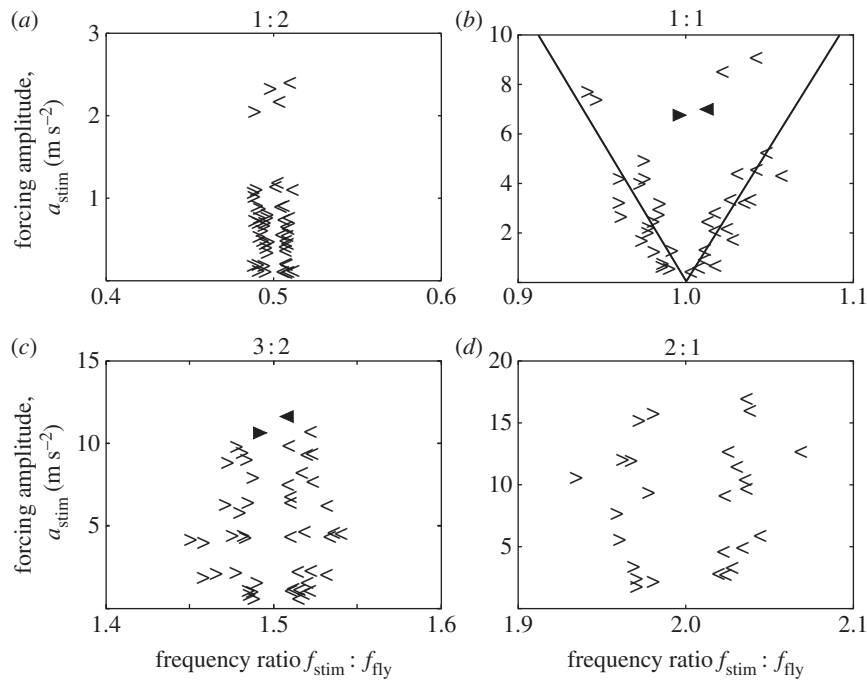 (a) 1 : 2
3
2
1
0.4 0.5 0.6
forcing amplitude,
a_stim (m s⁻²)
(b) 1 : 1
10
8
6
4
2
0.9 1.0 1.1
(c) 3 : 2
15
10
5
1.4 1.5 1.6
forcing amplitude,
a_stim (m s⁻²)
frequency ratio f_stim : f_fly
(d) 2 : 1
20
15
10
5
1.9 2.0 2.1
frequency ratio f_stim : f_fly